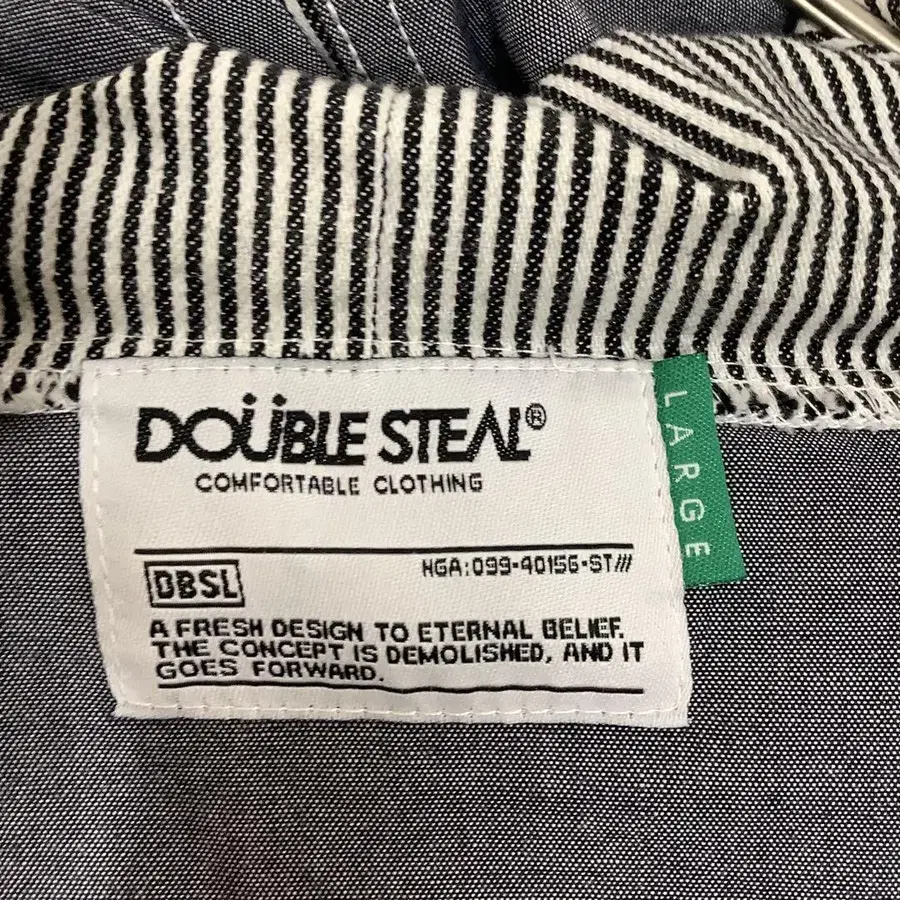 DOÜBLE STEAL®
COMFORTABLE CLOTHING
LARGE
DBSL
NGA:099-40156-ST///
A FRESH DESIGN TO ETERNAL BELIEF.
THE CONCEPT IS DEMOLISHED, AND IT
GOES FORWARD.